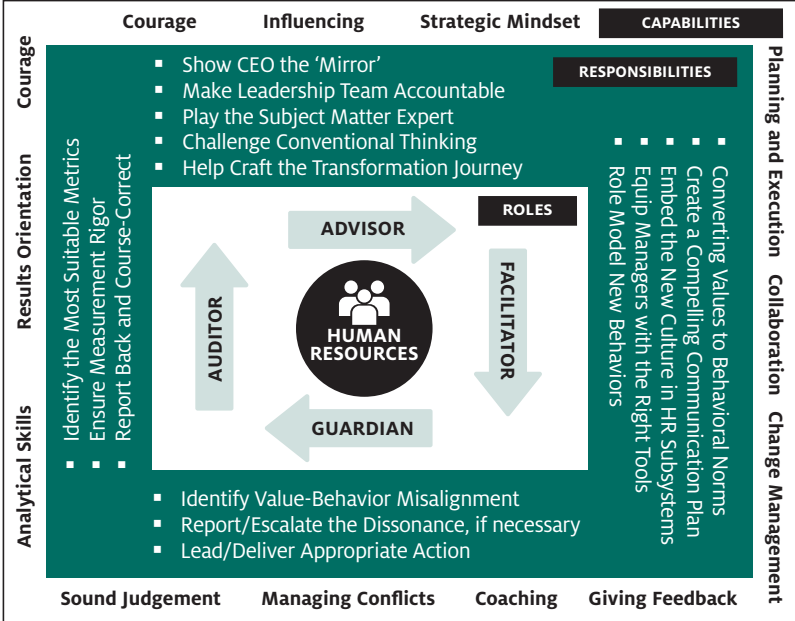 Courage
Influencing
Strategic Mindset
CAPABILITIES
RESPONSIBILITIES
▪ Show CEO the ‘Mirror’
▪ Make Leadership Team Accountable
▪ Play the Subject Matter Expert
▪ Challenge Conventional Thinking
▪ Help Craft the Transformation Journey
Courage
Results Orientation
Analytical Skills
▪ Identify the Most Suitable Metrics
▪ Ensure Measurement Rigor
▪ Report Back and Course-Correct
ROLES
ADVISOR
FACILITATOR
GUARDIAN
AUDITOR
HUMAN
RESOURCES
▪ Converting Values to Behavioral Norms
▪ Create a Compelling Communication Plan
▪ Embed the New Culture in HR Subsystems
▪ Equip Managers with the Right Tools
▪ Role Model New Behaviors
Planning and Execution
Collaboration
Change Management
▪ Identify Value-Behavior Misalignment
▪ Report/Escalate the Dissonance, if necessary
▪ Lead/Deliver Appropriate Action
Sound Judgement
Managing Conflicts
Coaching
Giving Feedback